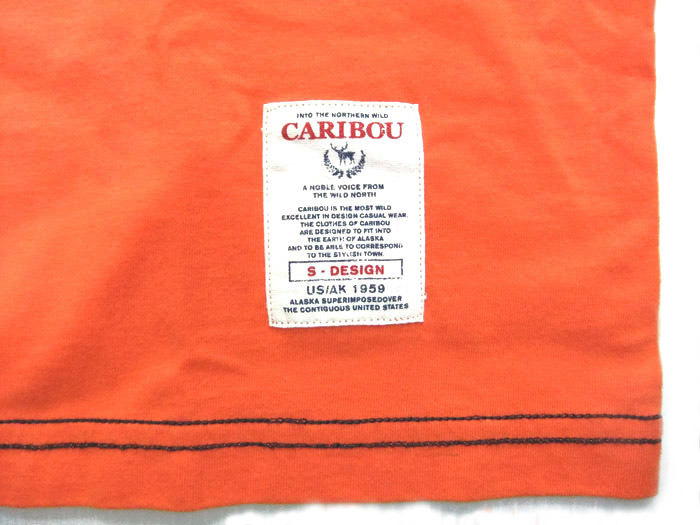 INTO THE NORTHERN WILD
CARIBOU
A NOBLE VOICE FROM
THE WILD NORTH
CARIBOU IS THE MOST WILD
EXCELLENT IN DESIGN CASUAL WEAR.
THE CLOTHES OF CARIBOU
ARE DESIGNED TO FIT INTO
THE EARTH OF ALASKA
AND TO BE ABLE TO CORRESPOND
TO THE STYLISH TOWN.
S - DESIGN
US/AK 1959
ALASKA SUPERIMPOSEDOVER
THE CONTIGUOUS UNITED STATES